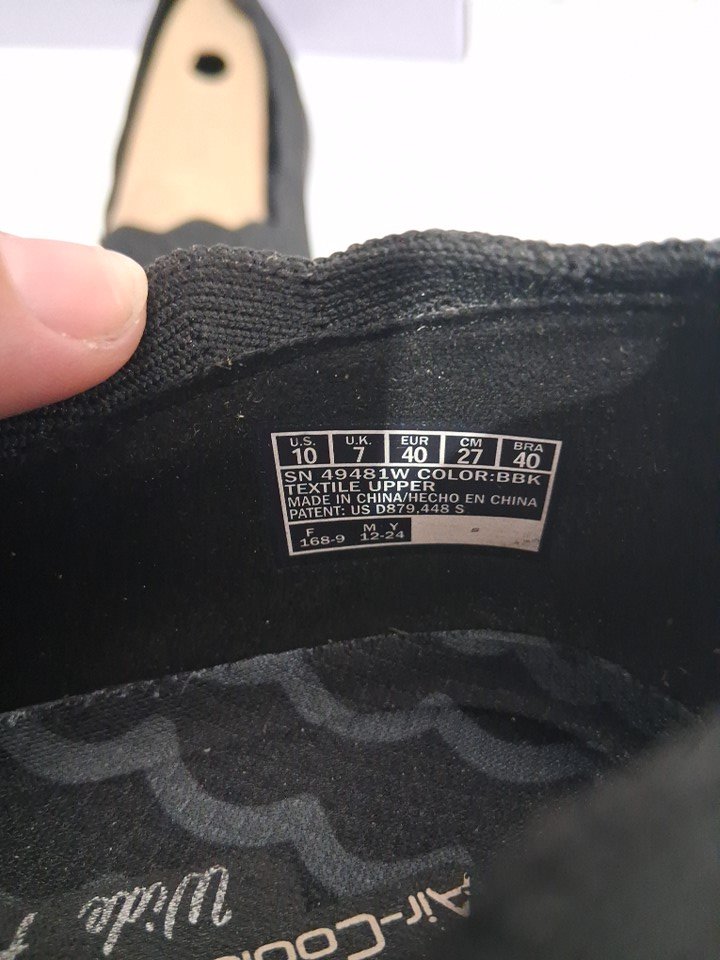 U.S. U.K. EUR CM BRA
10 7 40 27 40
SN 49481W COLOR:BBK
TEXTILE UPPER
MADE IN CHINA/HECHO EN CHINA
PATENT: US D879,448 S
F M Y
168-9 12-24
Air-Coole
Wide